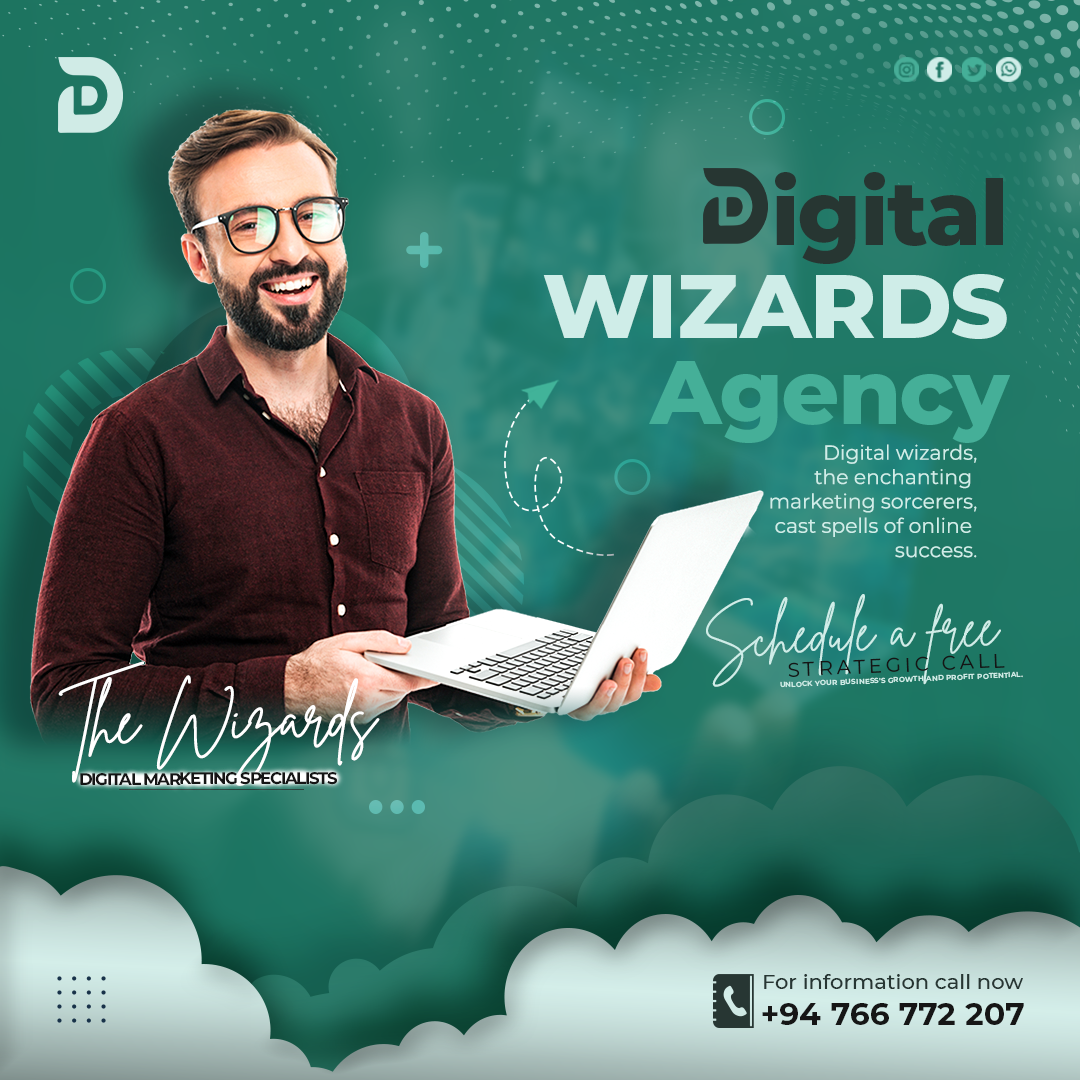 Digital
WIZARDS
Agency
Digital wizards,
the enchanting
marketing sorcerers,
cast spells of online
success.
Schedule a free
STRATEGIC CALL
UNLOCK YOUR BUSINESS'S GROWTH AND PROFIT POTENTIAL.
The Wizards
DIGITAL MARKETING SPECIALISTS
For information call now
+94 766 772 207